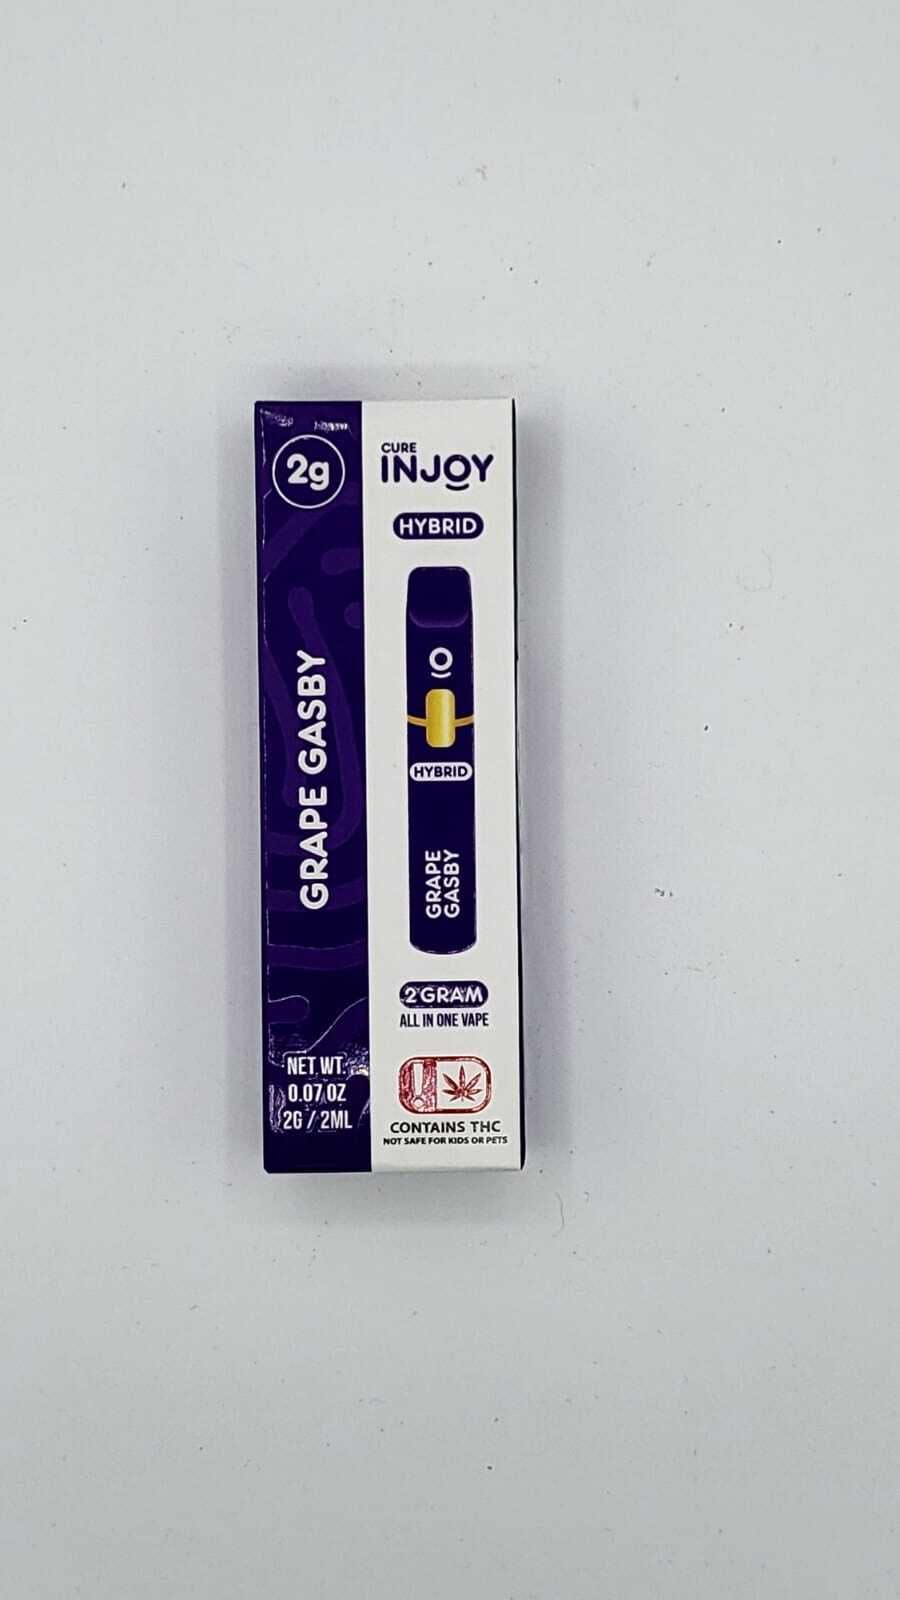 2g
GRAPE GASBY
NET WT.
0.07 OZ
2G / 2ML
CURE
INJOY
HYBRID
HYBRID
GRAPE
GASBY
2 GRAM
ALL IN ONE VAPE
!
CONTAINS THC
NOT SAFE FOR KIDS OR PETS